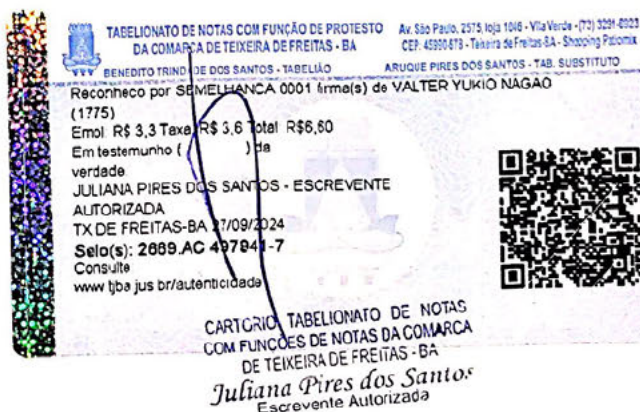 TABELIONATO DE NOTAS COM FUNÇÃO DE PROTESTO
DA COMARCA DE TEIXEIRA DE FREITAS - BA
BENEDITO TRINDADE DOS SANTOS - TABELIÃO
Av. São Paulo, 2575, loja 1046 - Vila Verde - (73) 3291-6923
CEP. 45990-678 - Teixeira de Freitas-BA - Shopping Patiomix
ARUQUE PIRES DOS SANTOS - TAB. SUBSTITUTO
Reconheço por SEMELHANÇA 0001 firma(s) de VALTER YUKIO NAGAO
(1775)
Emol: R$ 3,3 Taxa: R$ 3,6 Total: R$6,60
Em testemunho ( ) da
verdade.
JULIANA PIRES DOS SANTOS - ESCREVENTE
AUTORIZADA
TX DE FREITAS-BA 27/09/2024
Selo(s): 2669.AC 497941-7
Consulte
www tjba jus br/autenticidade
CARTORIO TABELIONATO DE NOTAS
COM FUNÇÕES DE NOTAS DA COMARCA
DE TEIXEIRA DE FREITAS - BA
Juliana Pires dos Santos
Escrevente Autorizada